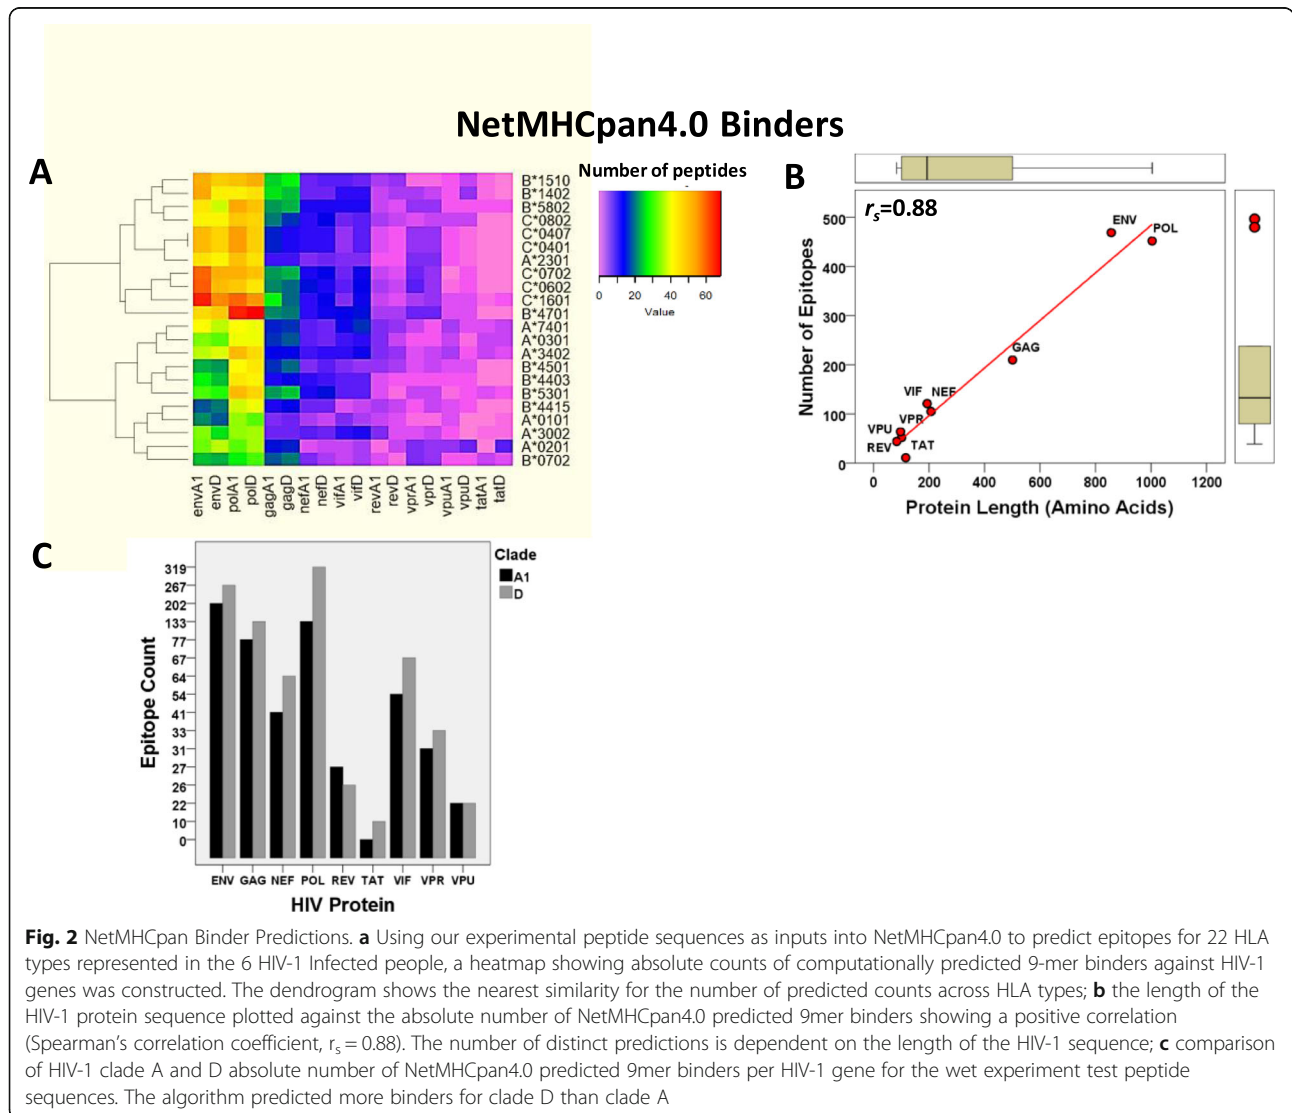 NetMHCpan4.0 Binders
A
B*1510
B*1402
B*5802
C*0802
C*0407
C*0401
A*2301
C*0702
C*0602
C*1601
B*4701
A*7401
A*0301
A*3402
B*4501
B*4403
B*5301
B*4415
A*0101
A*3002
A*0201
B*0702
envA1
envD
polA1
polD
gagA1
gagD
nefA1
nefD
vifA1
vifD
revA1
revD
vprA1
vprD
vpuA1
vpuD
tatA1
tatD
Number of peptides
0 20 40 60
Value
B
rs=0.88
Number of Epitopes
500
400
300
200
100
0
ENV
POL
GAG
VIF NEF
VPU VPR
REV TAT
0 200 400 600 800 1000 1200
Protein Length (Amino Acids)
C
Epitope Count
319
267
202
133
77
67
64
54
41
33
31
27
26
22
10
0
ENV GAG NEF POL REV TAT VIF VPR VPU
HIV Protein
Clade
A1
D
Fig. 2 NetMHCpan Binder Predictions. a Using our experimental peptide sequences as inputs into NetMHCpan4.0 to predict epitopes for 22 HLA
types represented in the 6 HIV-1 Infected people, a heatmap showing absolute counts of computationally predicted 9-mer binders against HIV-1
genes was constructed. The dendrogram shows the nearest similarity for the number of predicted counts across HLA types; b the length of the
HIV-1 protein sequence plotted against the absolute number of NetMHCpan4.0 predicted 9mer binders showing a positive correlation
(Spearman's correlation coefficient, rs = 0.88). The number of distinct predictions is dependent on the length of the HIV-1 sequence; c comparison
of HIV-1 clade A and D absolute number of NetMHCpan4.0 predicted 9mer binders per HIV-1 gene for the wet experiment test peptide
sequences. The algorithm predicted more binders for clade D than clade A